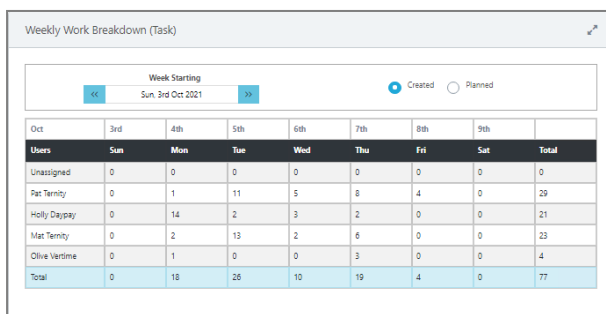 Weekly Work Breakdown (Task)
Week Starting
<< Sun, 3rd Oct 2021 >>
Created Planned
Oct 3rd 4th 5th 6th 7th 8th 9th
Users Sun Mon Tue Wed Thu Fri Sat Total
Unassigned 0 0 0 0 0 0 0 0
Pat Ternity 0 1 11 5 8 4 0 29
Holly Daypay 0 14 2 3 2 0 0 21
Mat Ternity 0 2 13 2 6 0 0 23
Olive Vertime 0 1 0 0 3 0 0 4
Total 0 18 26 10 19 4 0 77